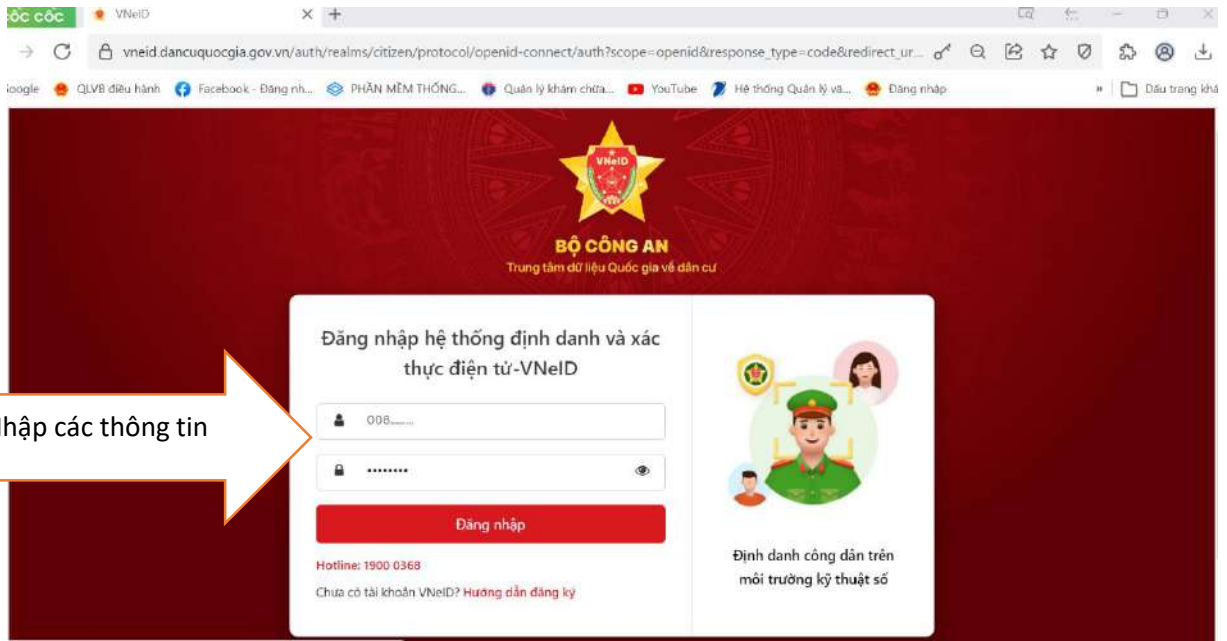 cốc cốc
VNeID
vneid.dancuquocgia.gov.vn/auth/realms/citizen/protocol/openid-connect/auth?scope=openid&response_type=code&redirect_ur...
oogle QLVB điều hành Facebook - Đăng nh... PHẦN MỀM THỐNG... Quản lý khám chữa... YouTube Hệ thống Quản lý vă... Đăng nhập » Dấu trang khá
VNeID
BỘ CÔNG AN
Trung tâm dữ liệu Quốc gia về dân cư
Đăng nhập hệ thống định danh và xác
thực điện tử-VNeID
hập các thông tin
008.......
••••••••
Đăng nhập
Hotline: 1900 0368
Chưa có tài khoản VNeID? Hướng dẫn đăng ký
Định danh công dân trên
môi trường kỹ thuật số